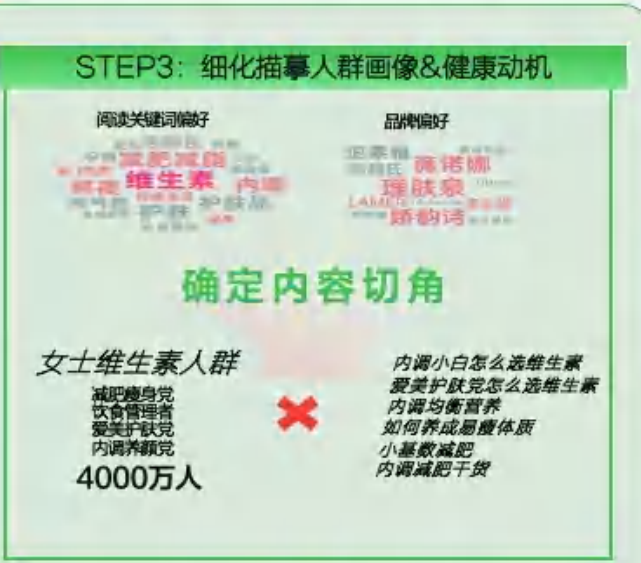 STEP3：细化描摹人群画像&健康动机
阅读关键词偏好
品牌偏好
减肥减脂
维生素
内调
护肤
薇诺娜
理肤泉
LAMER
娇韵诗
确定内容切角
女士维生素人群
减肥瘦身党
饮食管理者
爱美护肤党
内调养颜党
4000万人
内调小白怎么选维生素
爱美护肤党怎么选维生素
内调均衡营养
如何养成易瘦体质
小基数减肥
内调减肥干货